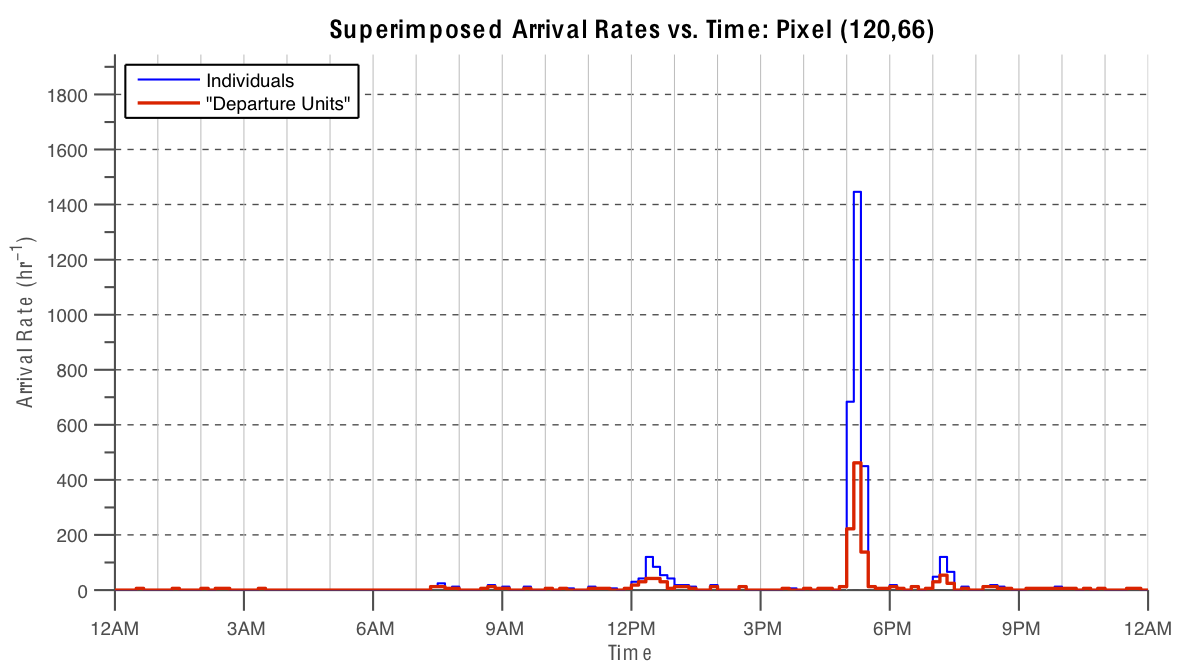 Superimposed Arrival Rates vs. Time: Pixel (120,66)
Individuals
"Departure Units"
1800
1600
1400
1200
1000
800
600
400
200
0
Arrival Rate (hr⁻¹)
12AM 3AM 6AM 9AM 12PM 3PM 6PM 9PM 12AM
Time